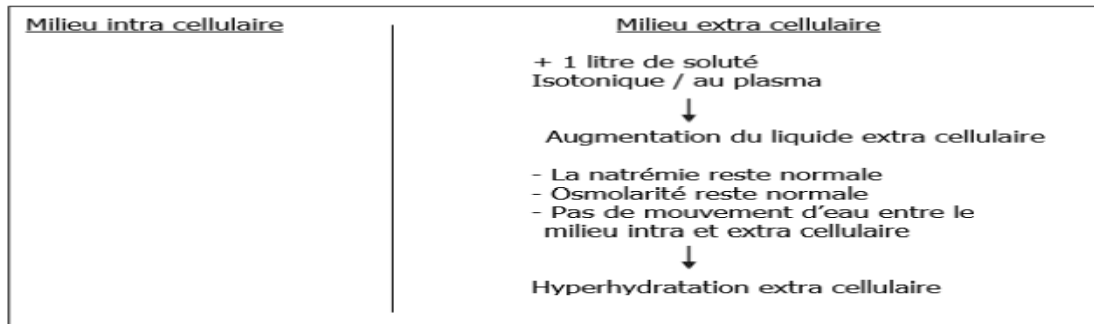 Milieu intra cellulaire
Milieu extra cellulaire
+ 1 litre de soluté
Isotonique / au plasma
Augmentation du liquide extra cellulaire
- La natrémie reste normale
- Osmolarité reste normale
- Pas de mouvement d'eau entre le
milieu intra et extra cellulaire
Hyperhydratation extra cellulaire